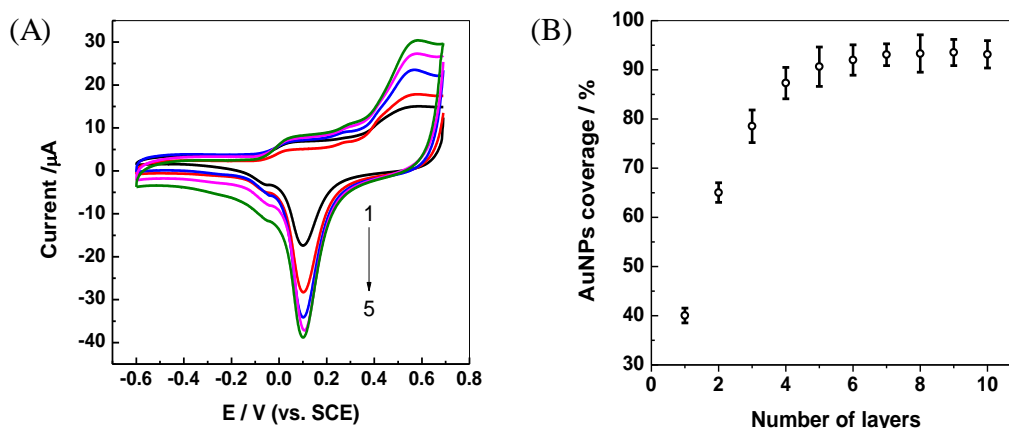 (A)
30
20
10
0
-10
-20
-30
-40
Current /μA
1
5
-0.6 -0.4 -0.2 0.0 0.2 0.4 0.6 0.8
E / V (vs. SCE)
(B)
100
90
80
70
60
50
40
30
AuNPs coverage / %
0 2 4 6 8 10
Number of layers